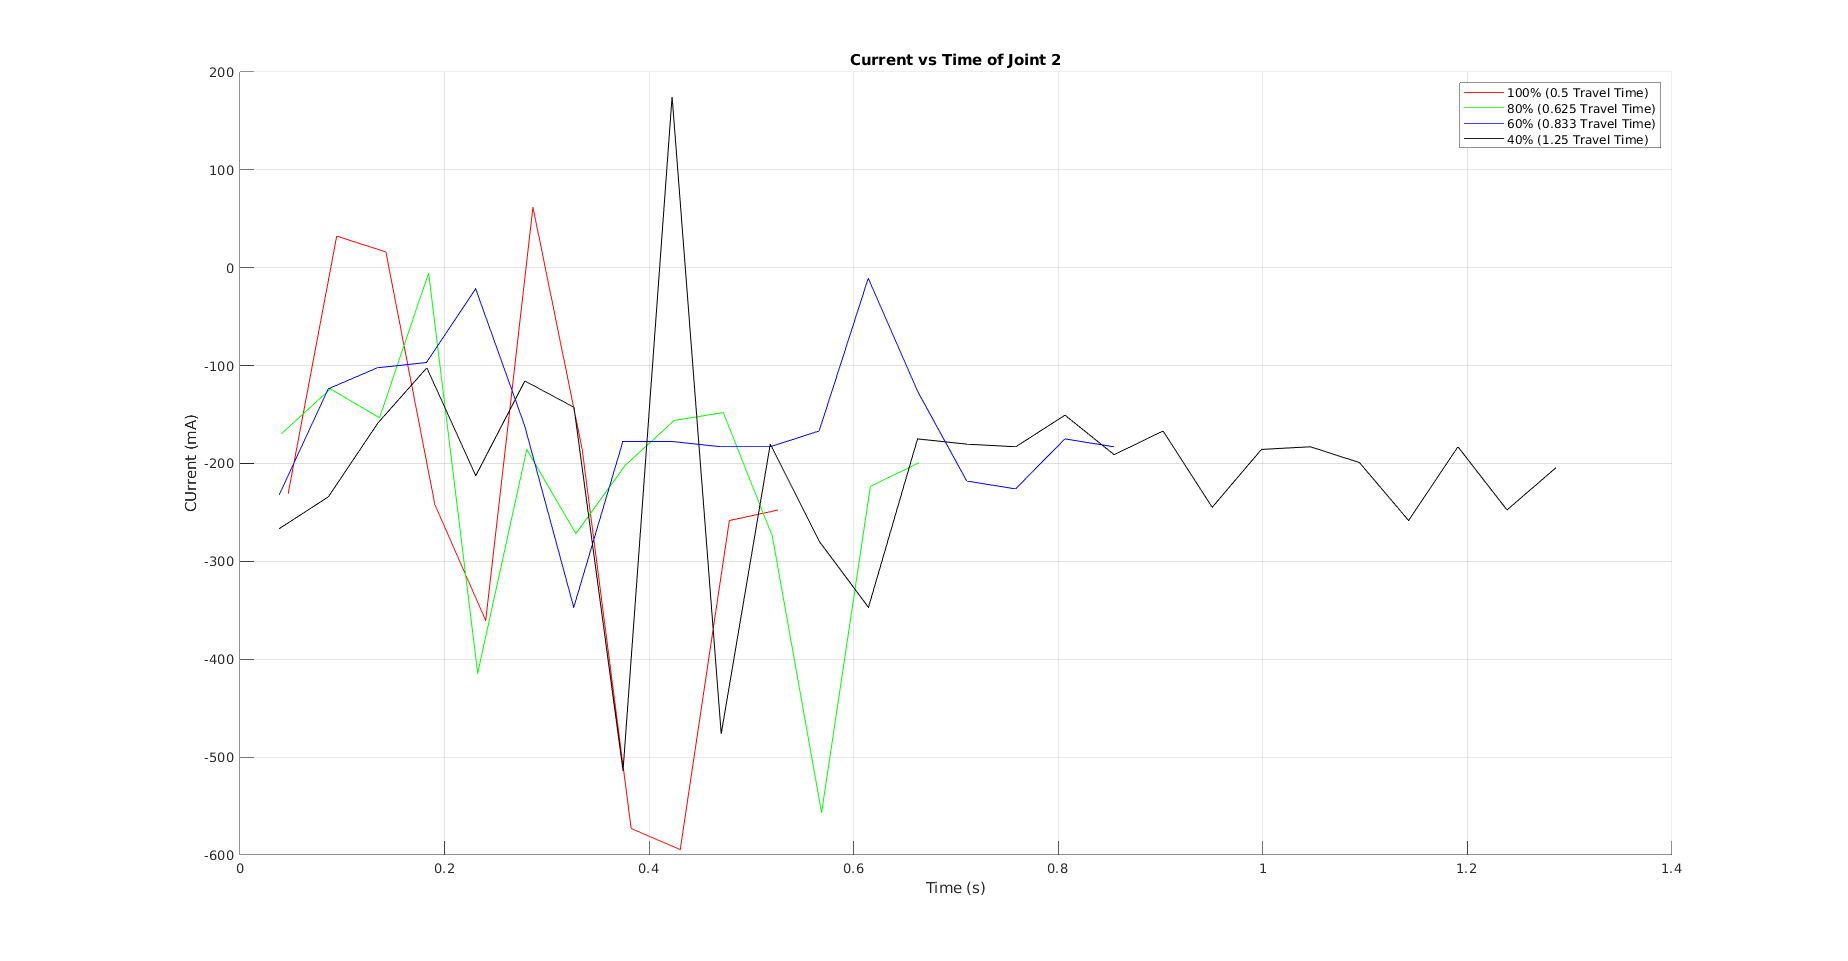 Current vs Time of Joint 2
100% (0.5 Travel Time)
80% (0.625 Travel Time)
60% (0.833 Travel Time)
40% (1.25 Travel Time)
200
100
0
-100
-200
-300
-400
-500
-600
CUrrent (mA)
0 0.2 0.4 0.6 0.8 1 1.2 1.4
Time (s)